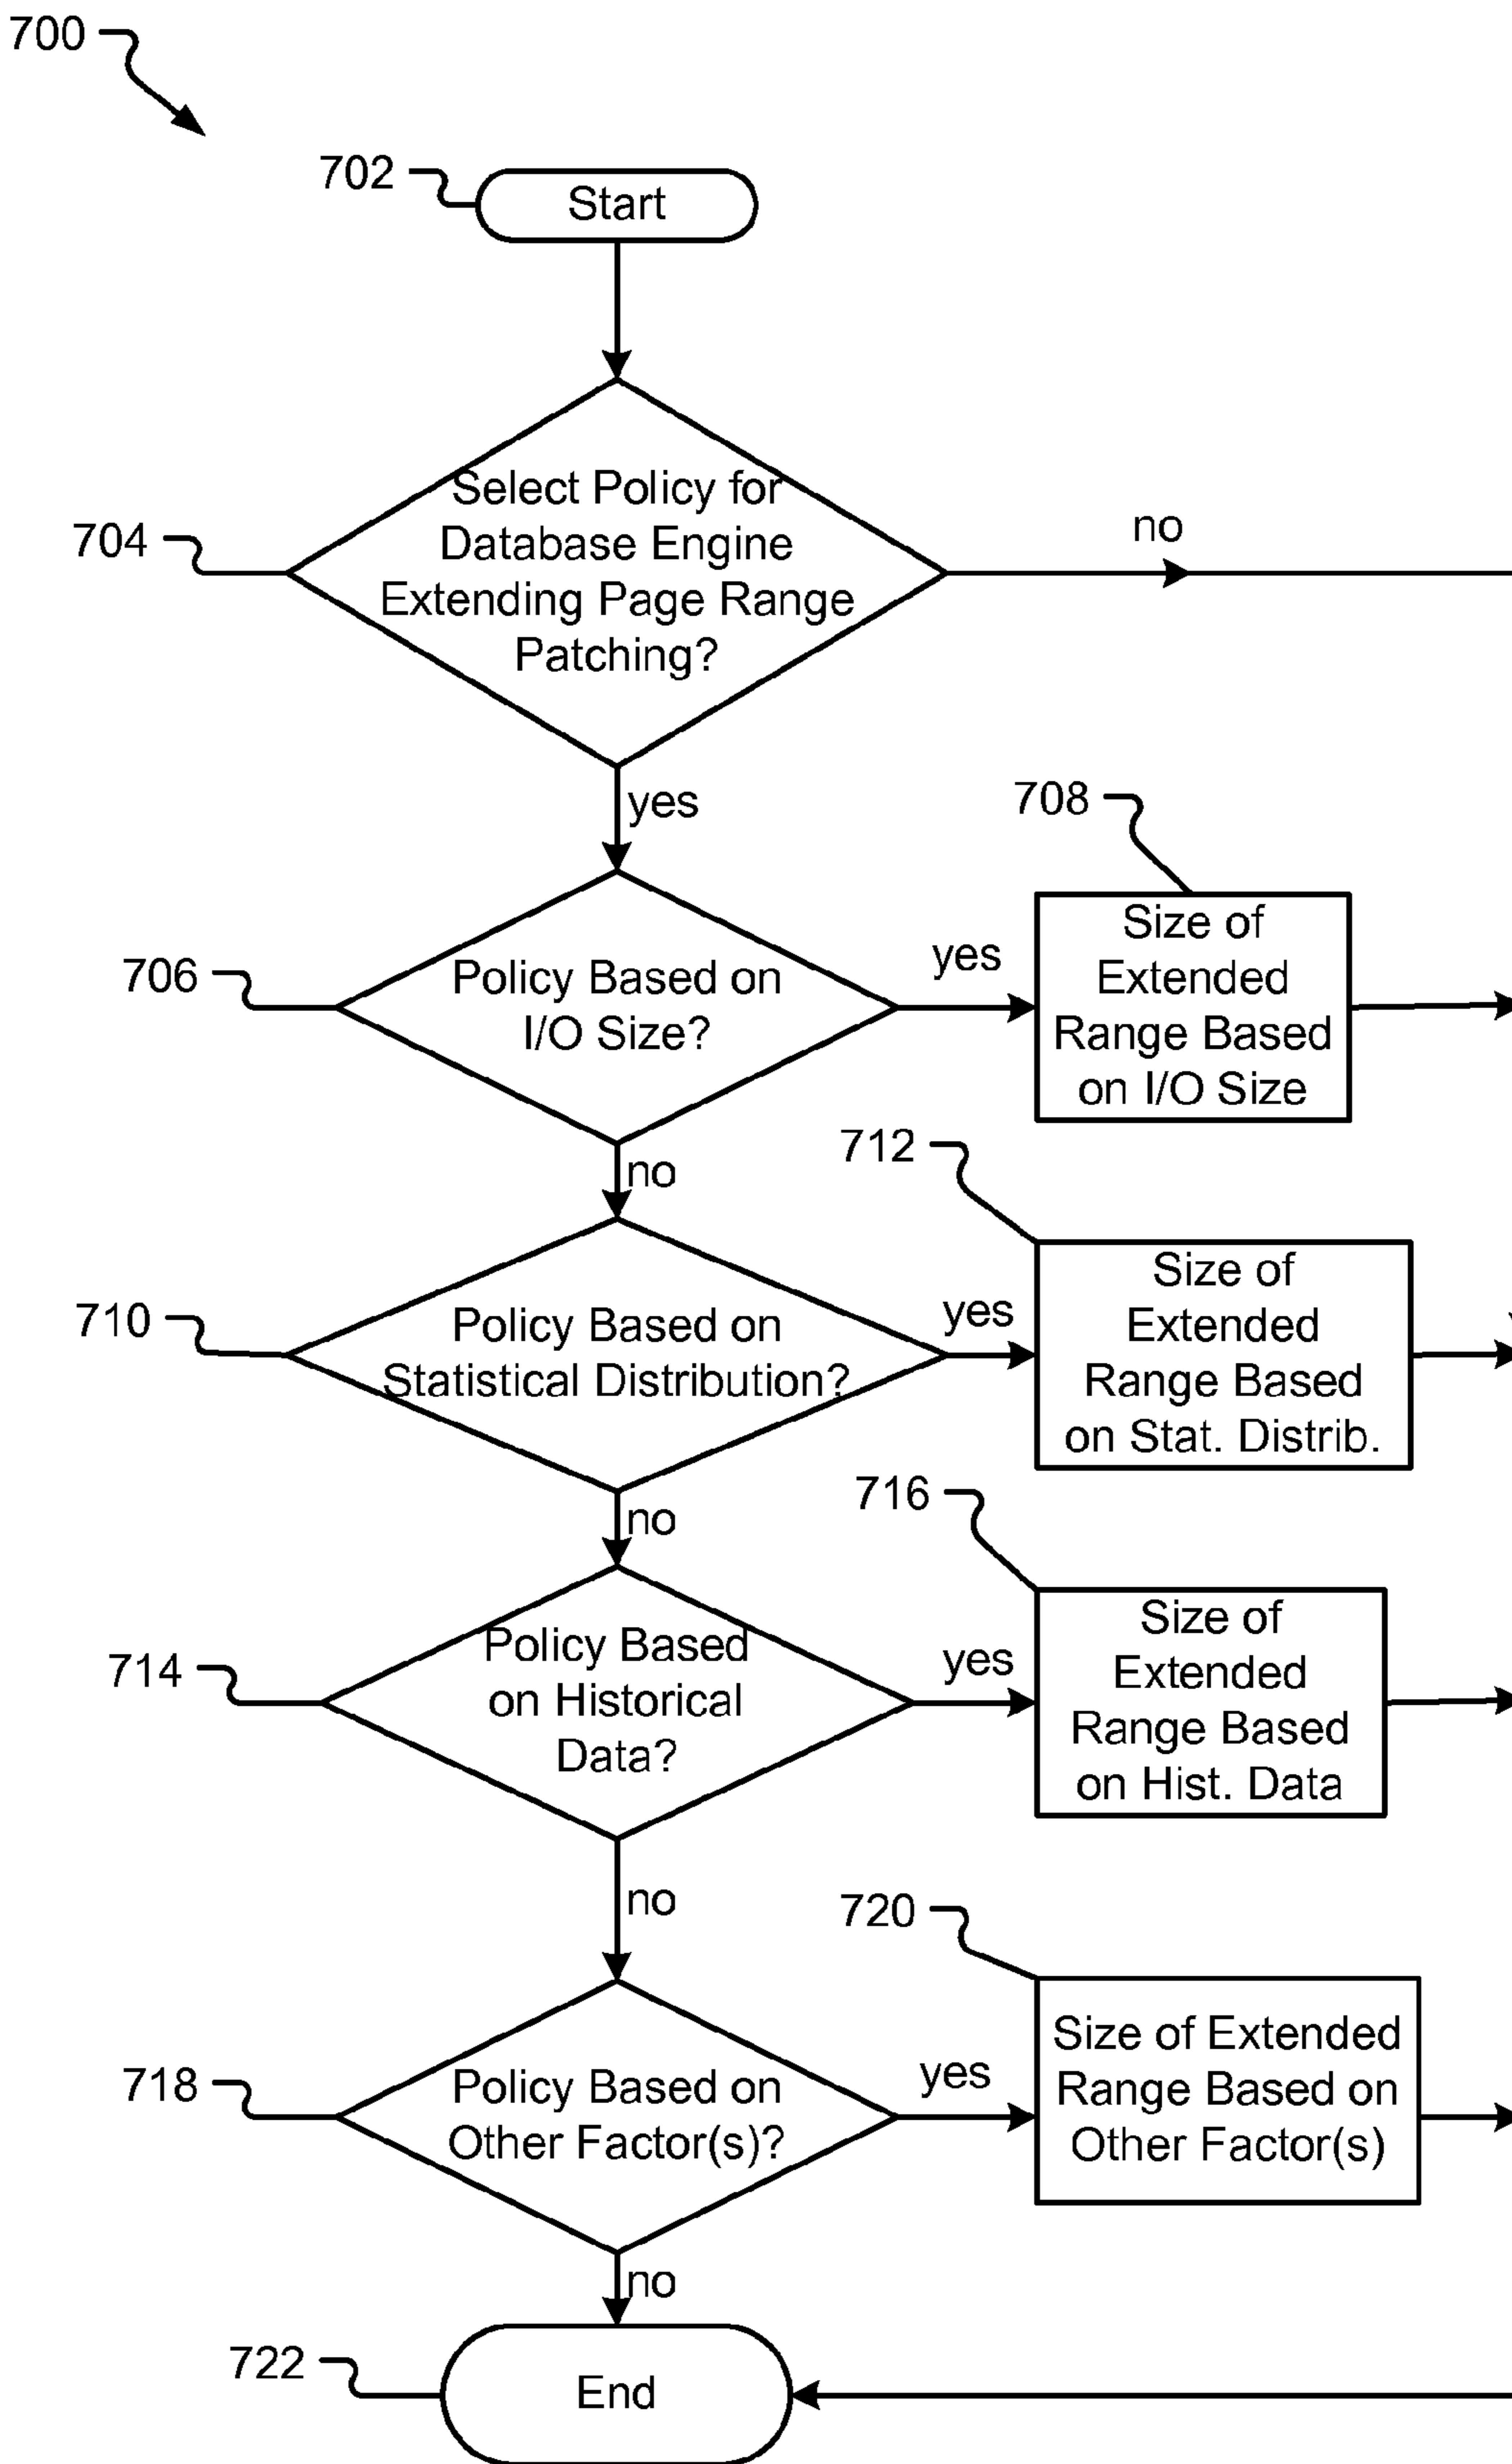 700
702
Start
704
Select Policy for
Database Engine
Extending Page Range
Patching?
no
yes
706
Policy Based on
I/O Size?
yes
708
Size of
Extended
Range Based
on I/O Size
no
710
Policy Based on
Statistical Distribution?
yes
712
Size of
Extended
Range Based
on Stat. Distrib.
no
714
Policy Based
on Historical
Data?
yes
716
Size of
Extended
Range Based
on Hist. Data
no
718
Policy Based on
Other Factor(s)?
yes
720
Size of Extended
Range Based on
Other Factor(s)
no
722
End